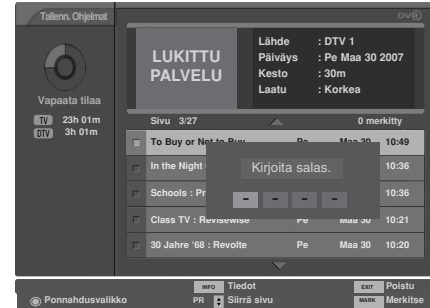 Tallenn. Ohjelmat
DVR
LUKITTU
PALVELU
Lähde : DTV 1
Päiväys : Pe Maa 30 2007
Kesto : 30m
Laatu : Korkea
Vapaata tilaa
TV 23h 01m
DTV 3h 01m
Sivu 3/27 0 merkitty
To Buy or Not to Buy Pe Maa 30 10:49
In the Night 10:36
Kirjoita salas.
Schools : Pr 10:36
- - - -
Class TV : Revisewise Pe Maa 30 10:21
30 Jahre '68 : Revolte Pe Maa 30 10:20
INFO Tiedot EXIT Poistu
Ponnahdusvalikko PR Siirrä sivu MARK Merkitse